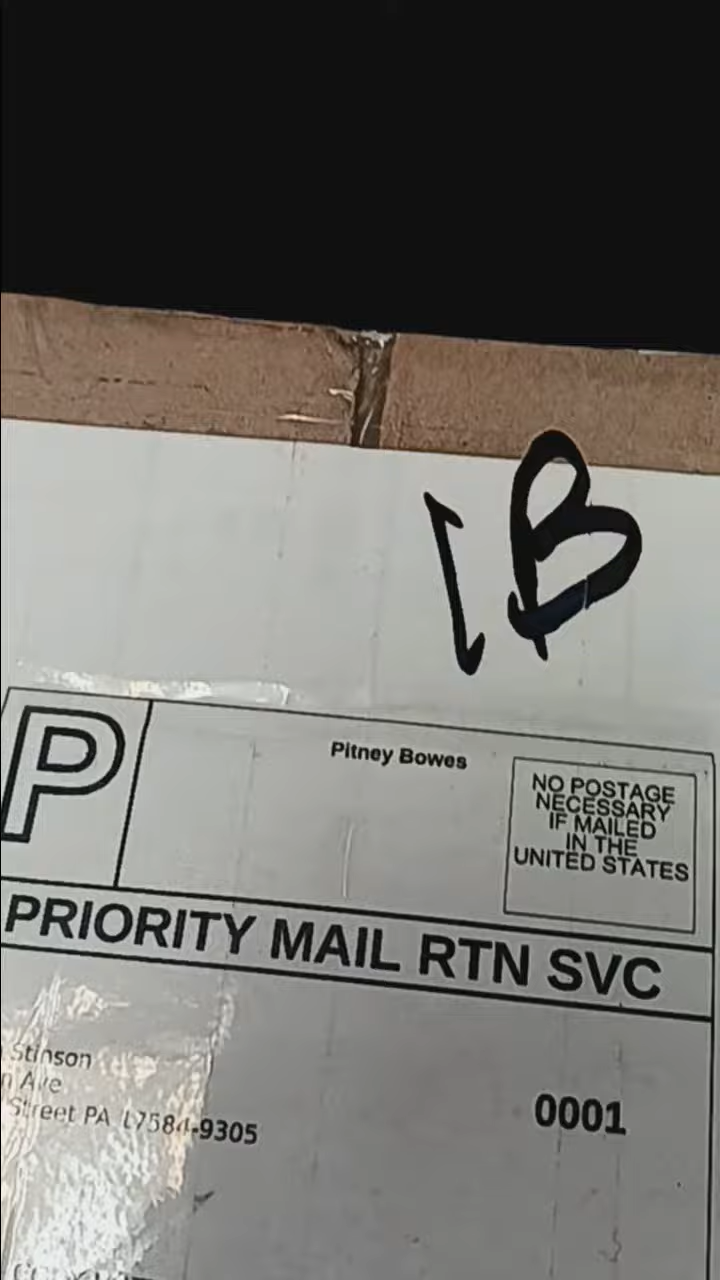 1B
P
Pitney Bowes
NO POSTAGE
NECESSARY
IF MAILED
IN THE
UNITED STATES
PRIORITY MAIL RTN SVC
Stinson
Ave
Street PA 17584-9305
0001